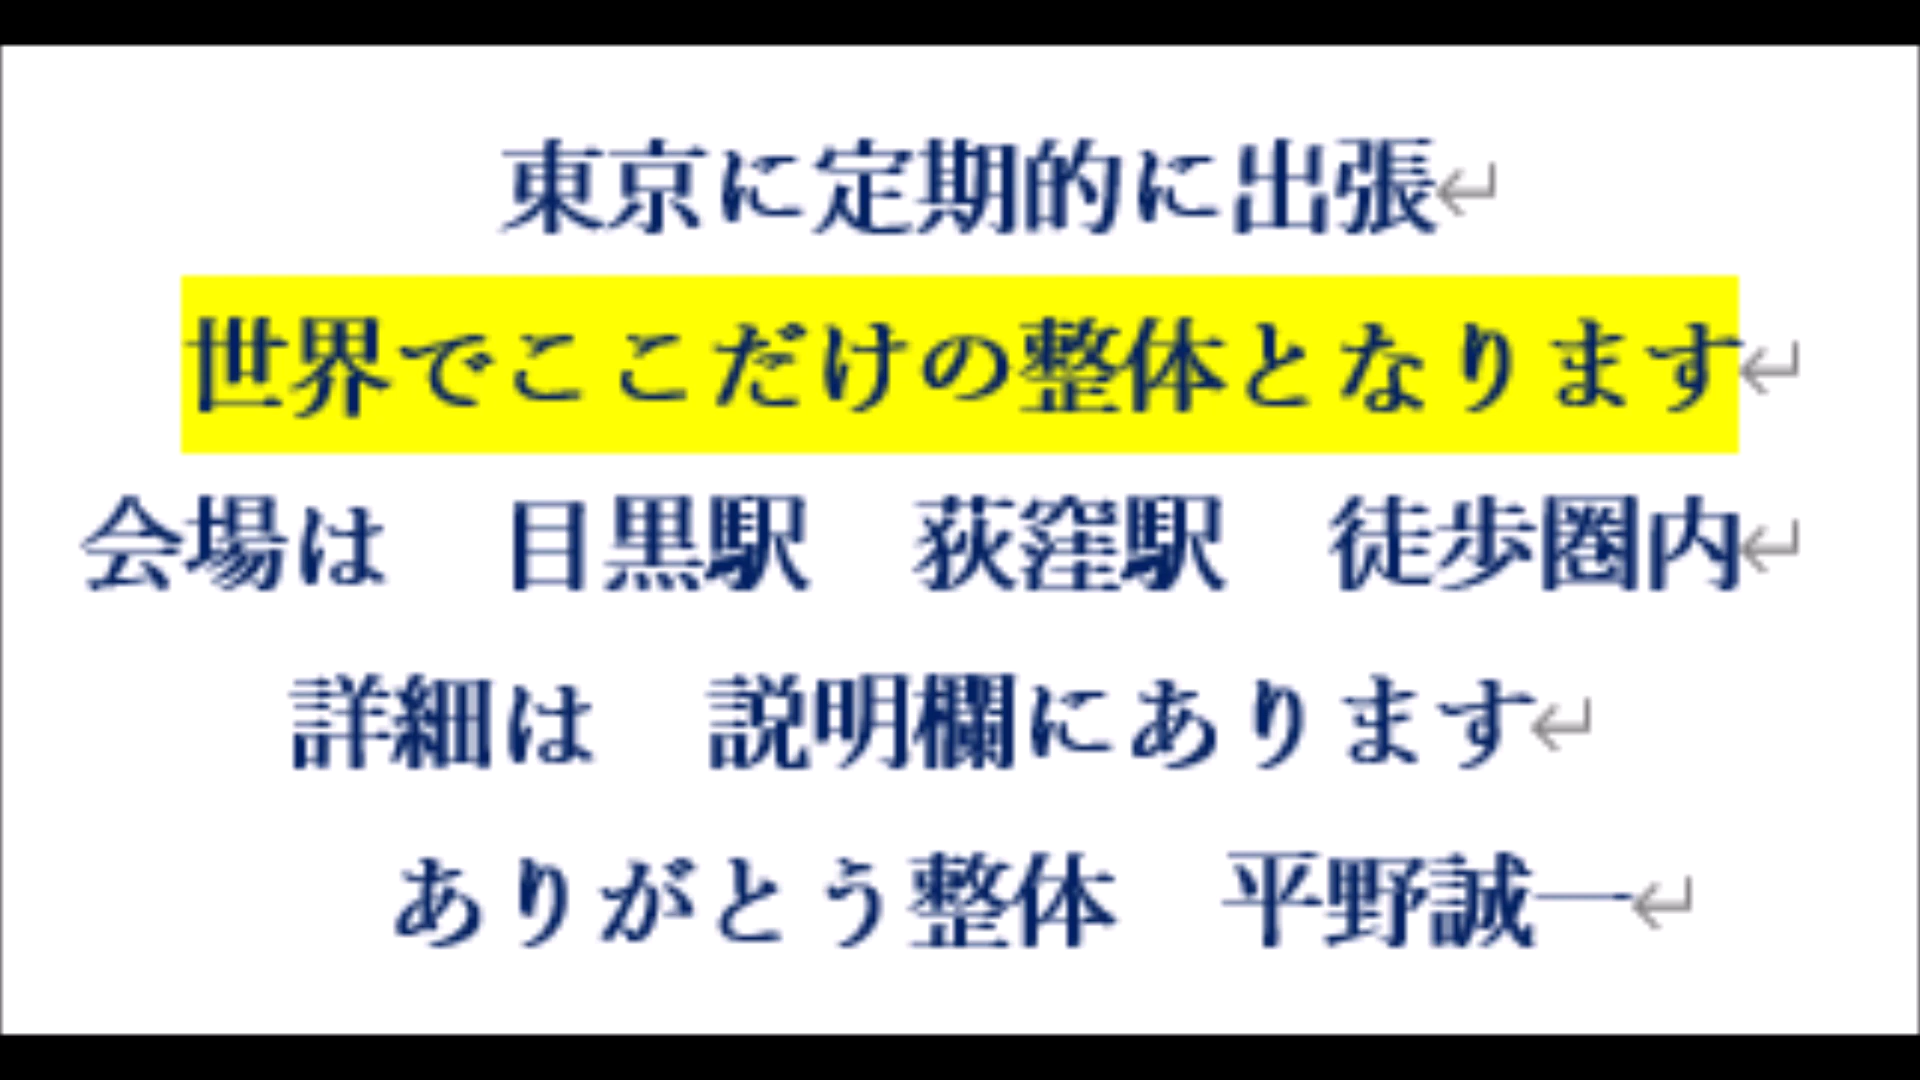 東京に定期的に出張
世界でここだけの整体となります
会場は　目黒駅　荻窪駅　徒歩圏内
詳細は　説明欄にあります
ありがとう整体　平野誠一